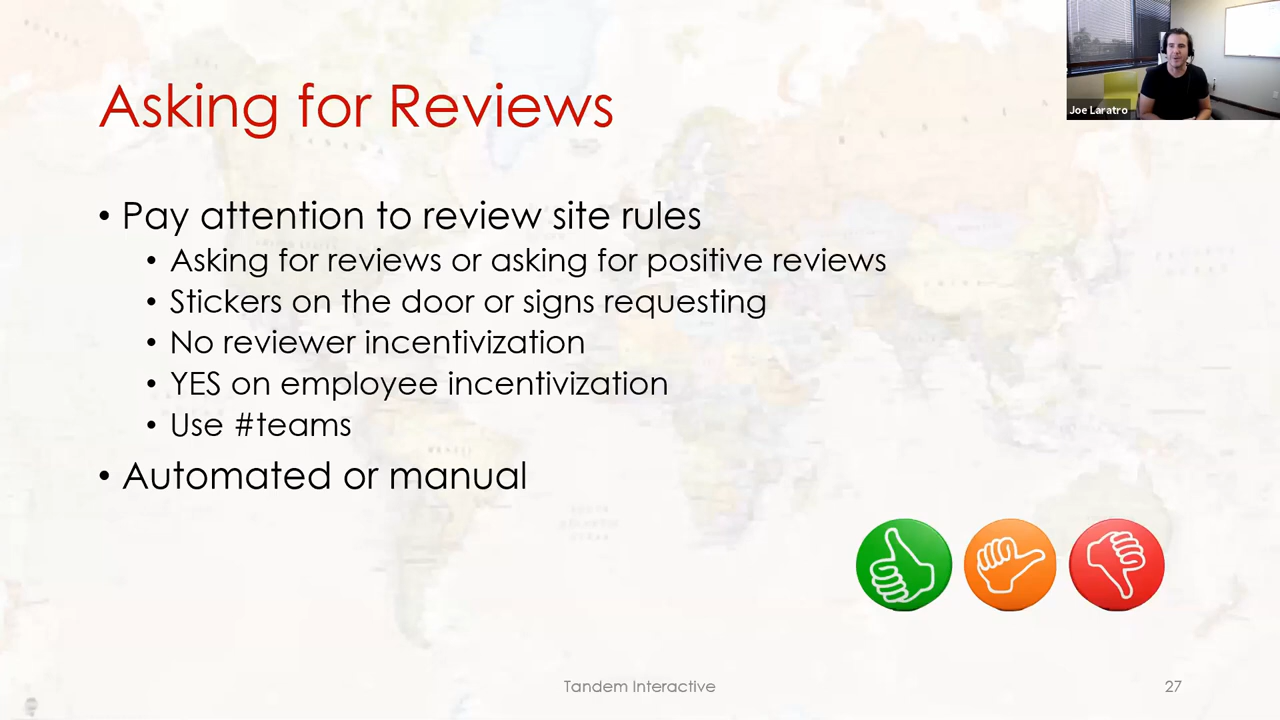 Joe Laratro
Asking for Reviews
• Pay attention to review site rules
• Asking for reviews or asking for positive reviews
• Stickers on the door or signs requesting
• No reviewer incentivization
• YES on employee incentivization
• Use #teams
• Automated or manual
Tandem Interactive
27